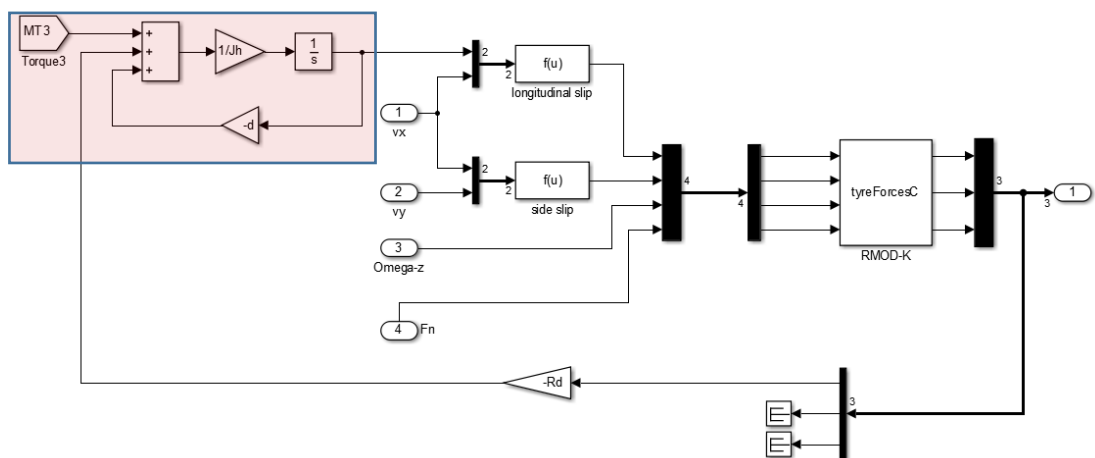 MT3
Torque3
+
+
+
1/Jh
1
s
-d
1
vx
2
vy
3
Omega-z
4
Fn
2
2
f(u)
longitudinal slip
2
2
f(u)
side slip
4
4
tyreForcesC
RMOD-K
3
3
1
-Rd
3